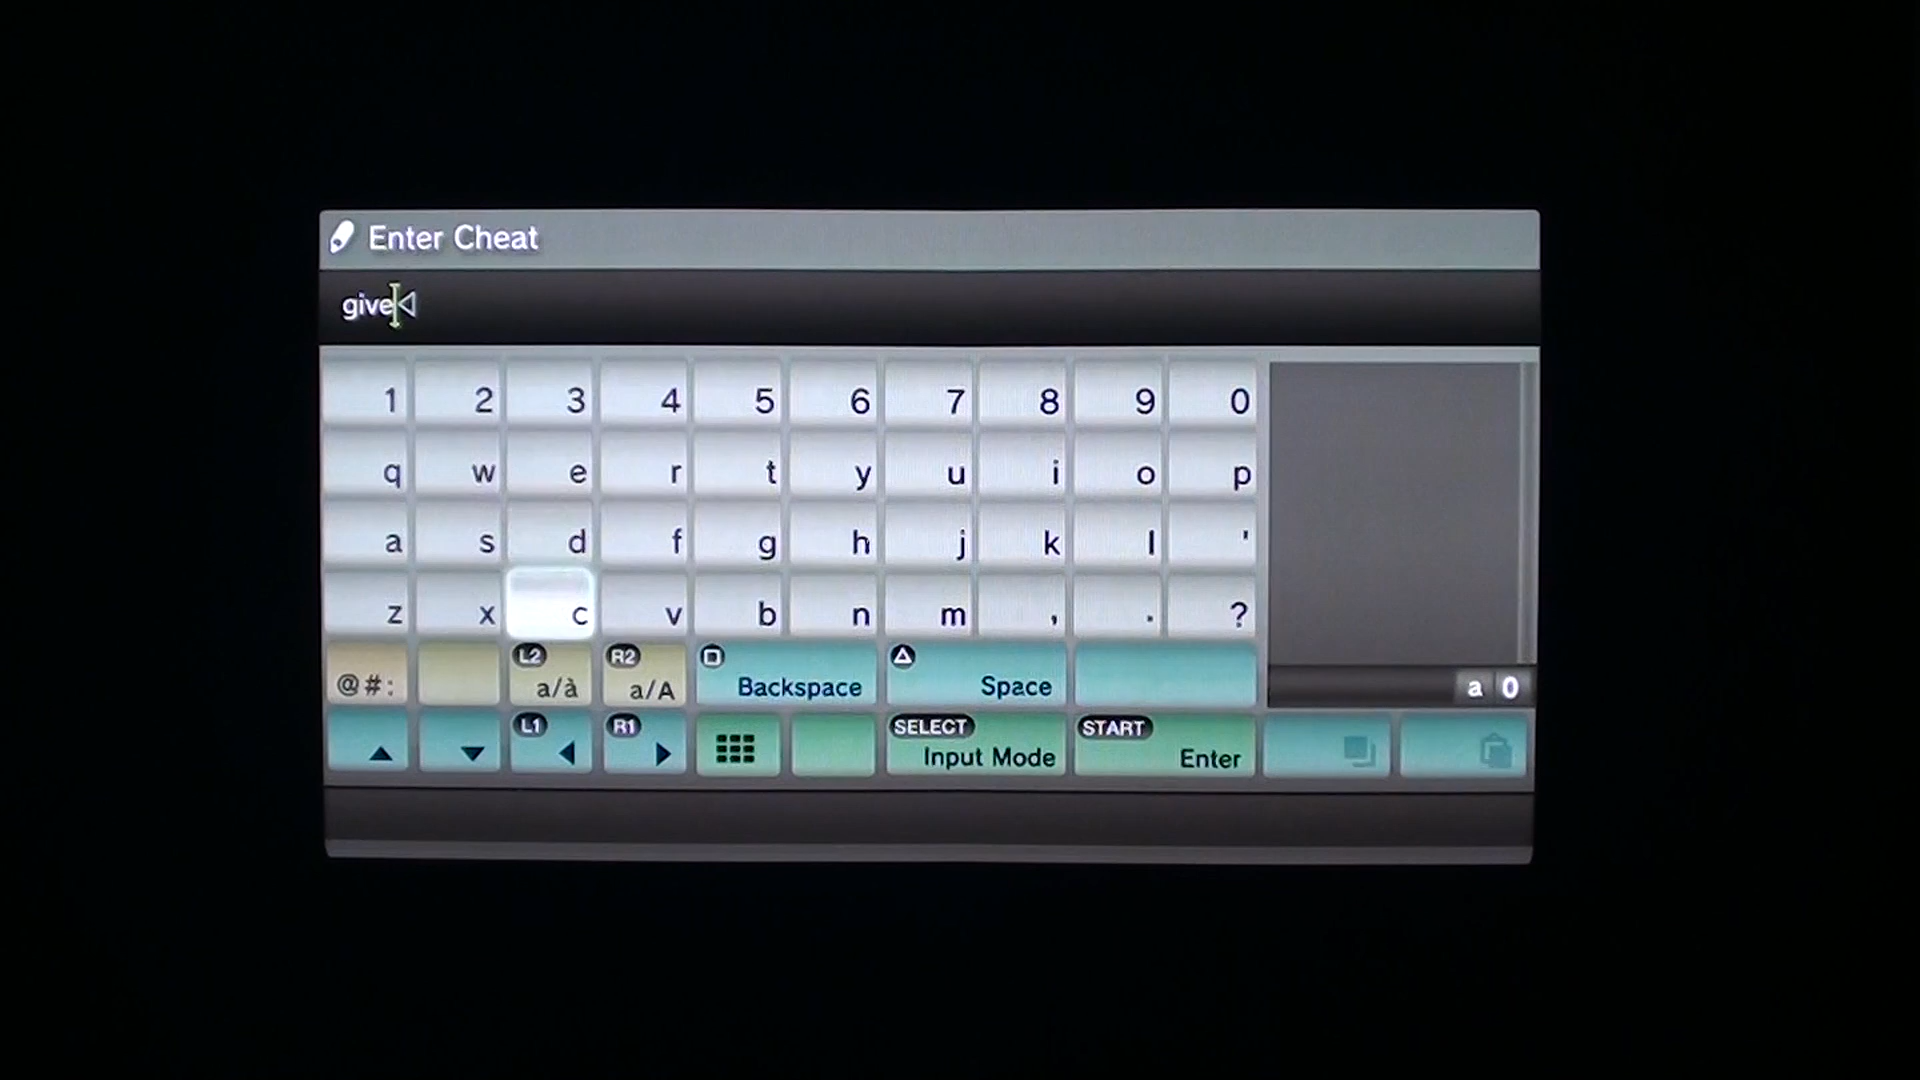 Enter Cheat
give
1 2 3 4 5 6 7 8 9 0
q w e r t y u i o p
a s d f g h j k l '
z x c v b n m , . ?
@#: L2 a/à R2 a/A Backspace Space
a 0
L1 R1 SELECT Input Mode START Enter